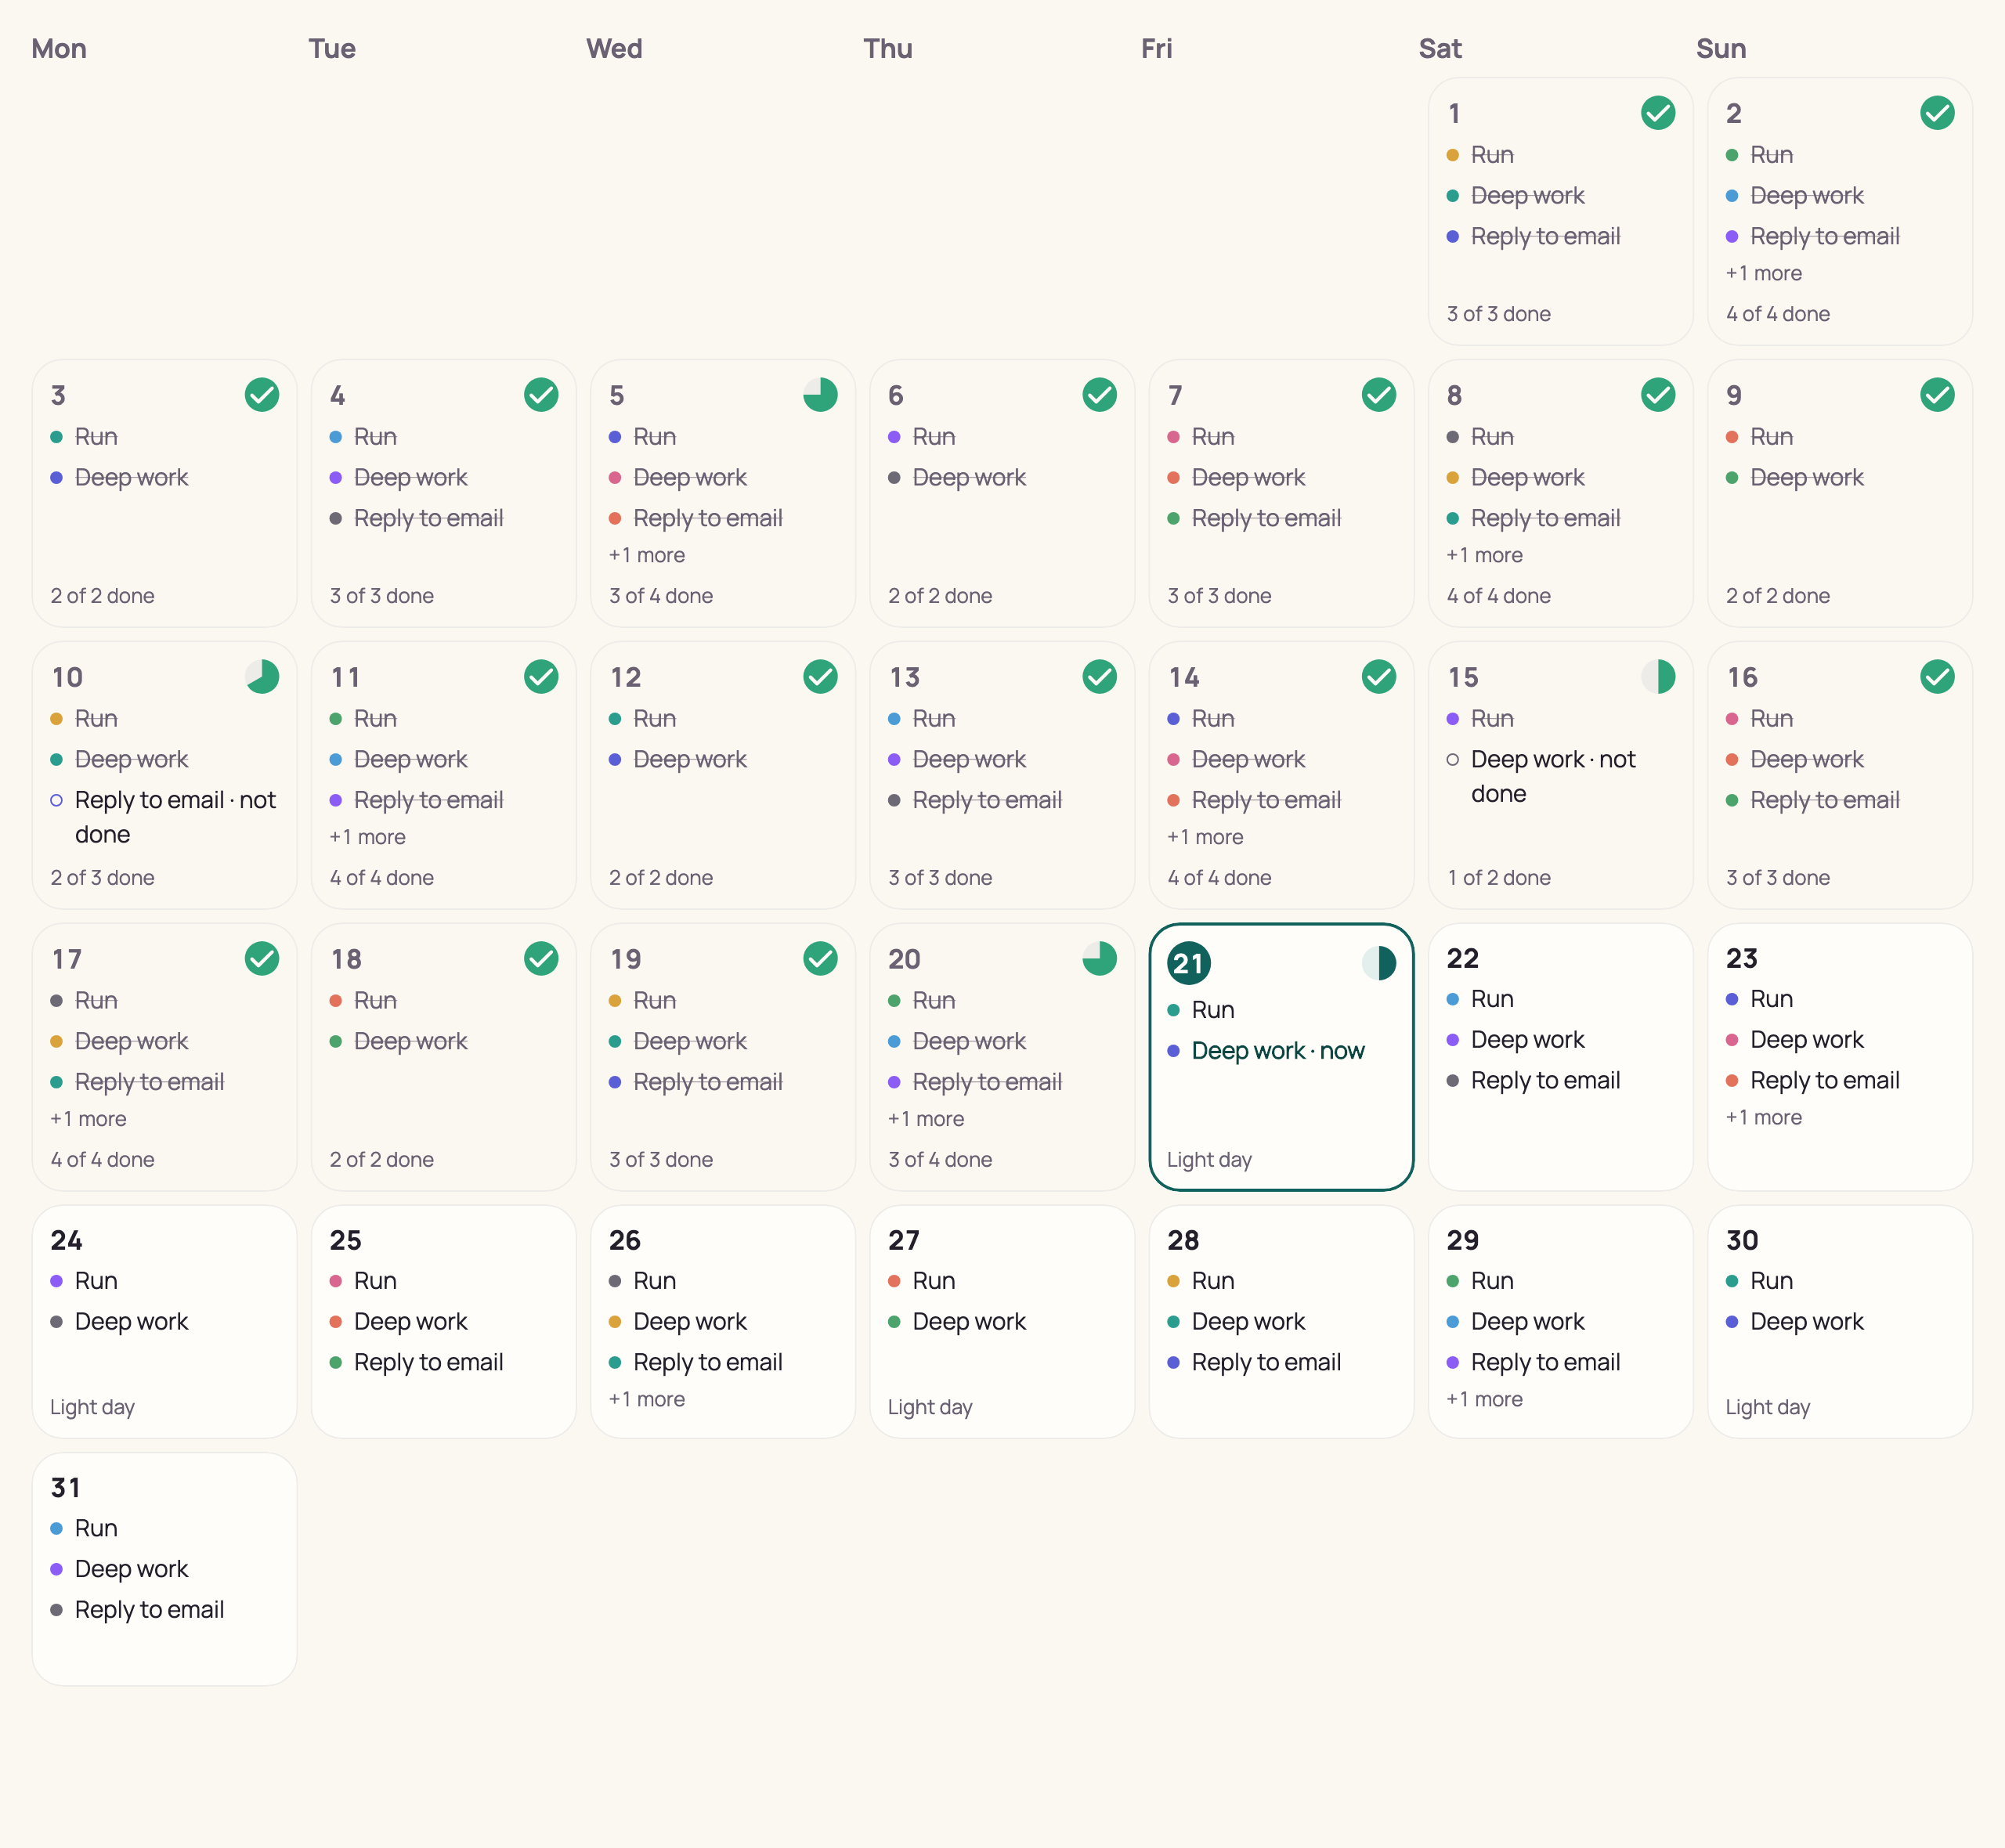 Mon
Tue
Wed
Thu
Fri
Sat
Sun
1
Run
Deep work
Reply to email
3 of 3 done
2
Run
Deep work
Reply to email
+1 more
4 of 4 done
3
Run
Deep work
2 of 2 done
4
Run
Deep work
Reply to email
3 of 3 done
5
Run
Deep work
Reply to email
+1 more
3 of 4 done
6
Run
Deep work
2 of 2 done
7
Run
Deep work
Reply to email
3 of 3 done
8
Run
Deep work
Reply to email
+1 more
4 of 4 done
9
Run
Deep work
2 of 2 done
10
Run
Deep work
Reply to email · not
done
2 of 3 done
11
Run
Deep work
Reply to email
+1 more
4 of 4 done
12
Run
Deep work
2 of 2 done
13
Run
Deep work
Reply to email
3 of 3 done
14
Run
Deep work
Reply to email
+1 more
4 of 4 done
15
Run
Deep work · not
done
1 of 2 done
16
Run
Deep work
Reply to email
3 of 3 done
17
Run
Deep work
Reply to email
+1 more
4 of 4 done
18
Run
Deep work
2 of 2 done
19
Run
Deep work
Reply to email
3 of 3 done
20
Run
Deep work
Reply to email
+1 more
3 of 4 done
21
Run
Deep work · now
Light day
22
Run
Deep work
Reply to email
23
Run
Deep work
Reply to email
+1 more
24
Run
Deep work
Light day
25
Run
Deep work
Reply to email
26
Run
Deep work
Reply to email
+1 more
27
Run
Deep work
Light day
28
Run
Deep work
Reply to email
29
Run
Deep work
Reply to email
+1 more
30
Run
Deep work
Light day
31
Run
Deep work
Reply to email